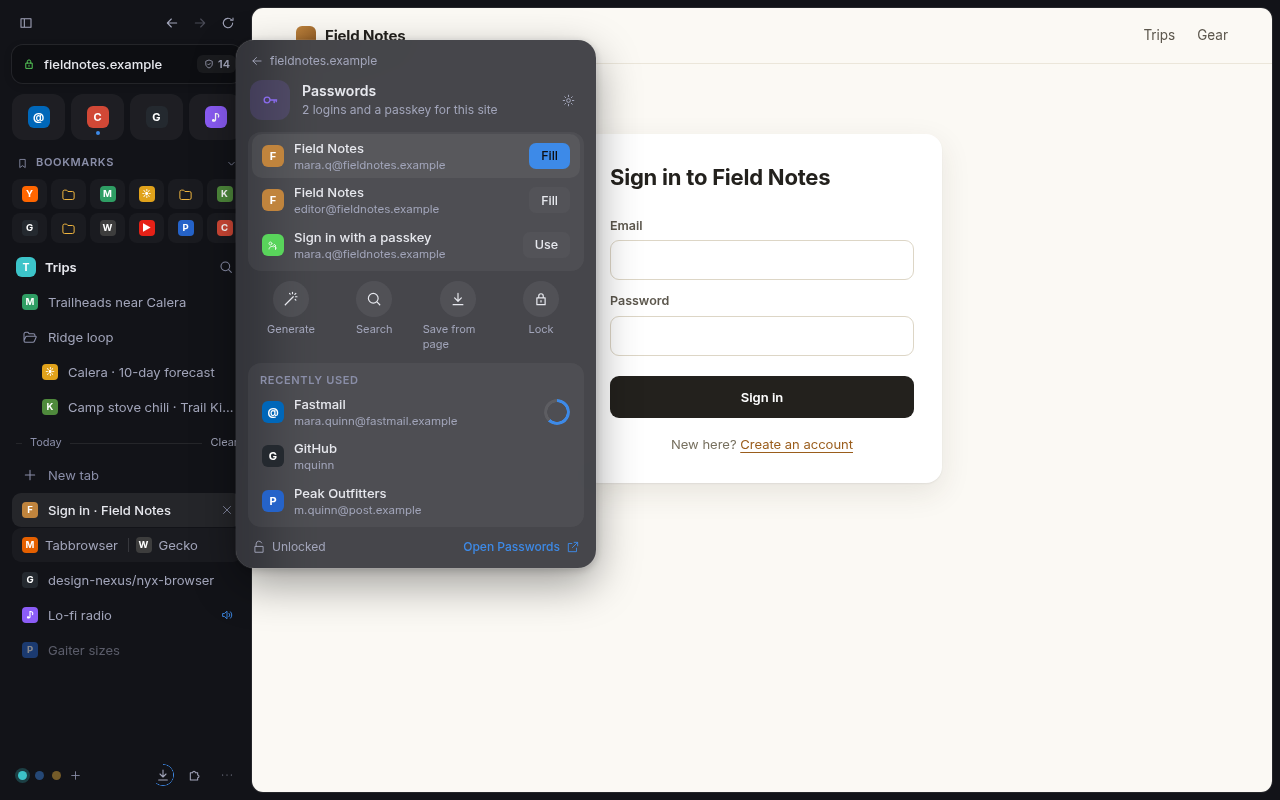 fieldnotes.example
14
@
C
G
BOOKMARKS
Y
M
K
G
W
P
C
T
Trips
M
Trailheads near Calera
Ridge loop
Calera · 10-day forecast
K
Camp stove chili · Trail Ki...
Today
Clear
New tab
F
Sign in · Field Notes
M
Tabbrowser
W
Gecko
G
design-nexus/nyx-browser
Lo-fi radio
P
Gaiter sizes
fieldnotes.example
Passwords
2 logins and a passkey for this site
F
Field Notes
mara.q@fieldnotes.example
Fill
F
Field Notes
editor@fieldnotes.example
Fill
Sign in with a passkey
mara.q@fieldnotes.example
Use
Generate
Search
Save from
page
Lock
RECENTLY USED
@
Fastmail
mara.quinn@fastmail.example
G
GitHub
mquinn
P
Peak Outfitters
m.quinn@post.example
Unlocked
Open Passwords
Field Notes
Trips
Gear
Sign in to Field Notes
Email
Password
Sign in
New here? Create an account